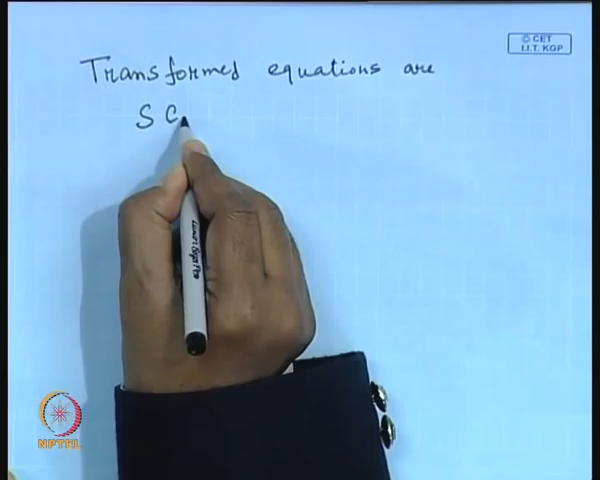 © CET
I.I.T. KGP
Transformed equations are
S C
NPTEL